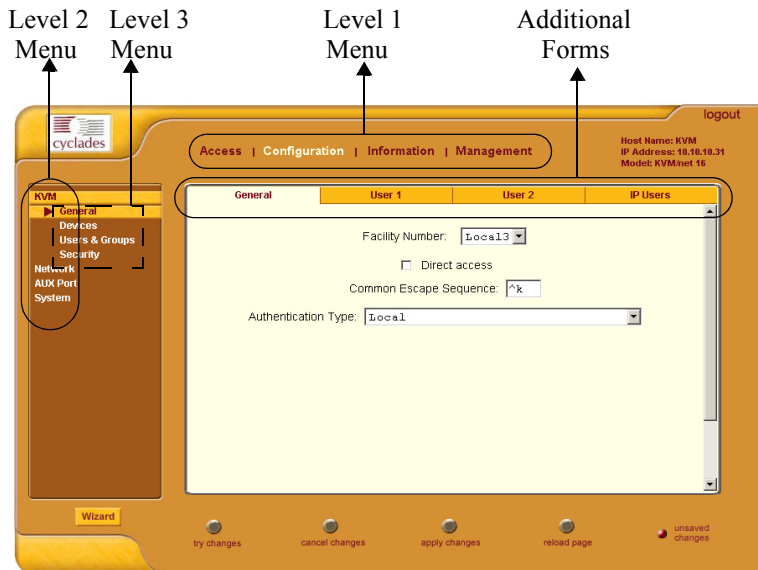 Level 2 Menu
Level 3 Menu
Level 1 Menu
Additional Forms
logout
cyclades
Access | Configuration | Information | Management
Host Name: KVM
IP Address: 10.10.10.31
Model: KVM/net 16
KVM
General
Devices
Users & Groups
Security
Network
AUX Port
System
General
User 1
User 2
IP Users
Facility Number: Local3
Direct access
Common Escape Sequence: ^k
Authentication Type: Local
Wizard
try changes
cancel changes
apply changes
reload page
unsaved changes